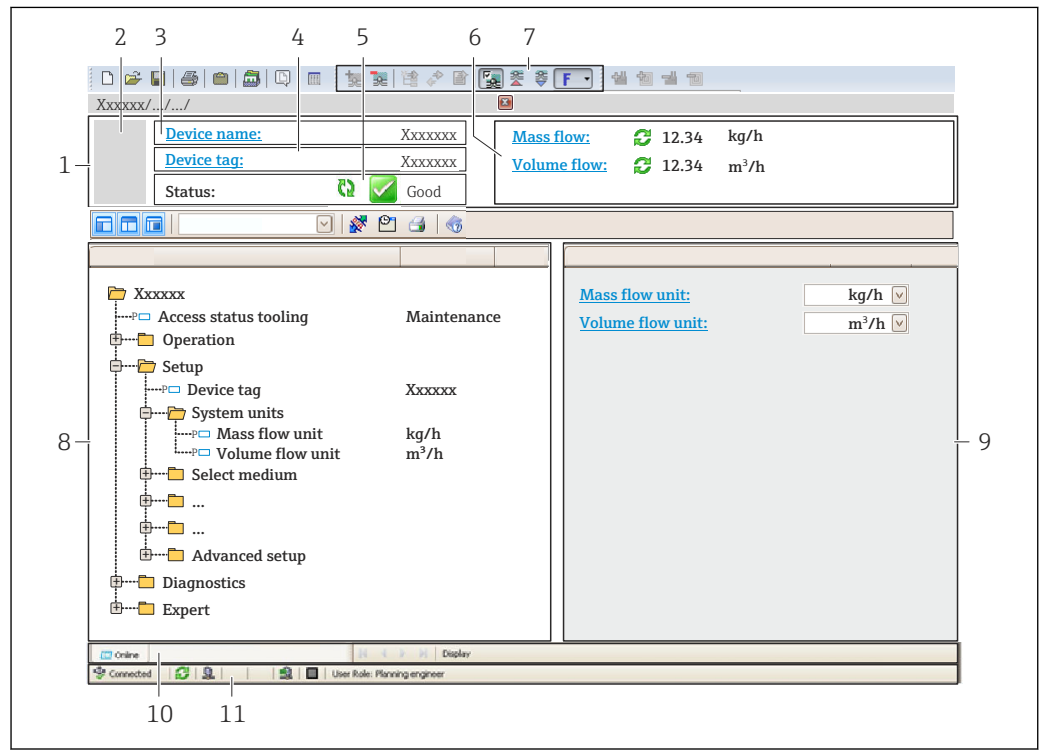 2 3 4 5 6 7
F
Xxxxxx/.../.../
1
Device name: Xxxxxxx
Device tag: Xxxxxxx
Status: Good
Mass flow: 12.34 kg/h
Volume flow: 12.34 m³/h
Xxxxxx
P Access status tooling Maintenance
Operation
Setup
P Device tag Xxxxxx
System units
P Mass flow unit kg/h
P Volume flow unit m³/h
Select medium
...
...
Advanced setup
Diagnostics
Expert
8
Mass flow unit: kg/h
Volume flow unit: m³/h
9
Online Display
Connected User Role: Planning engineer
10 11